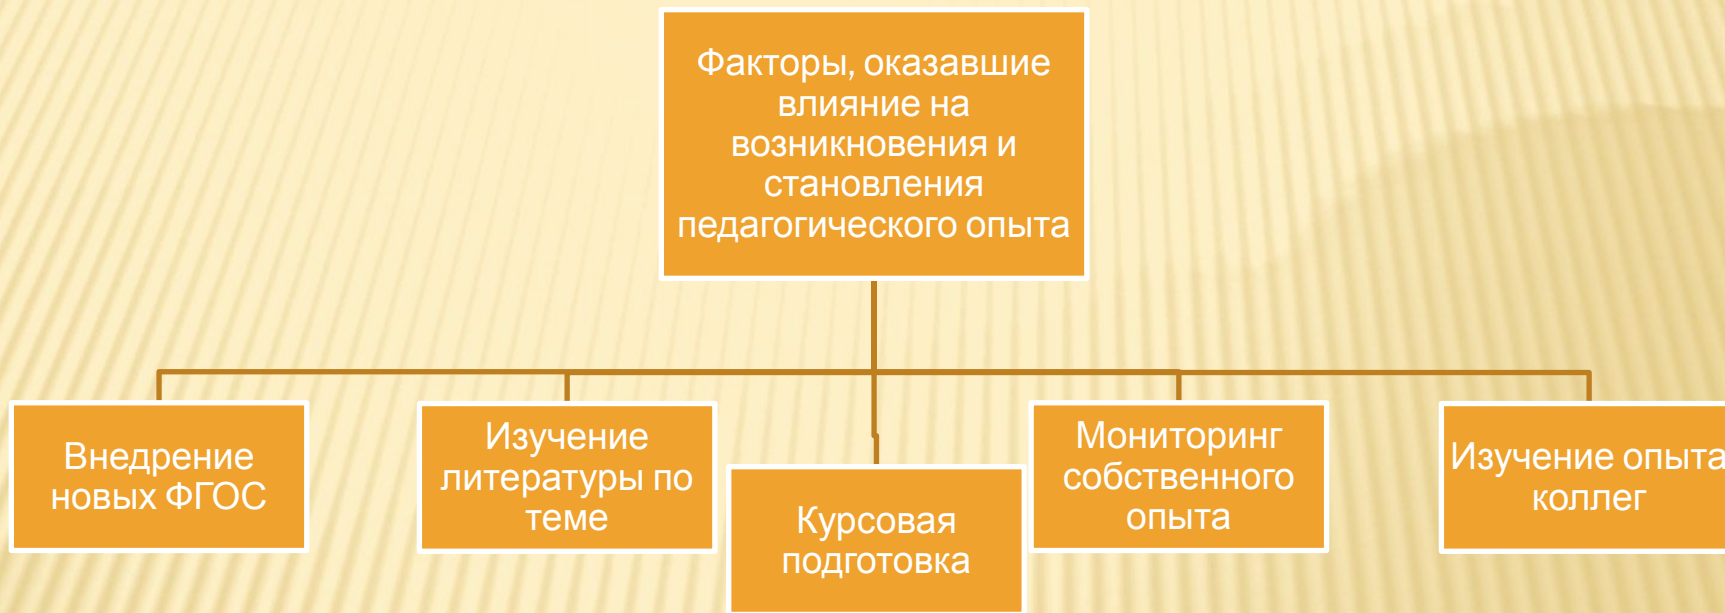 Факторы, оказавшие
влияние на
возникновения и
становления
педагогического опыта
Внедрение
новых ФГОС
Изучение
литературы по
теме
Курсовая
подготовка
Мониторинг
собственного
опыта
Изучение опыта
коллег